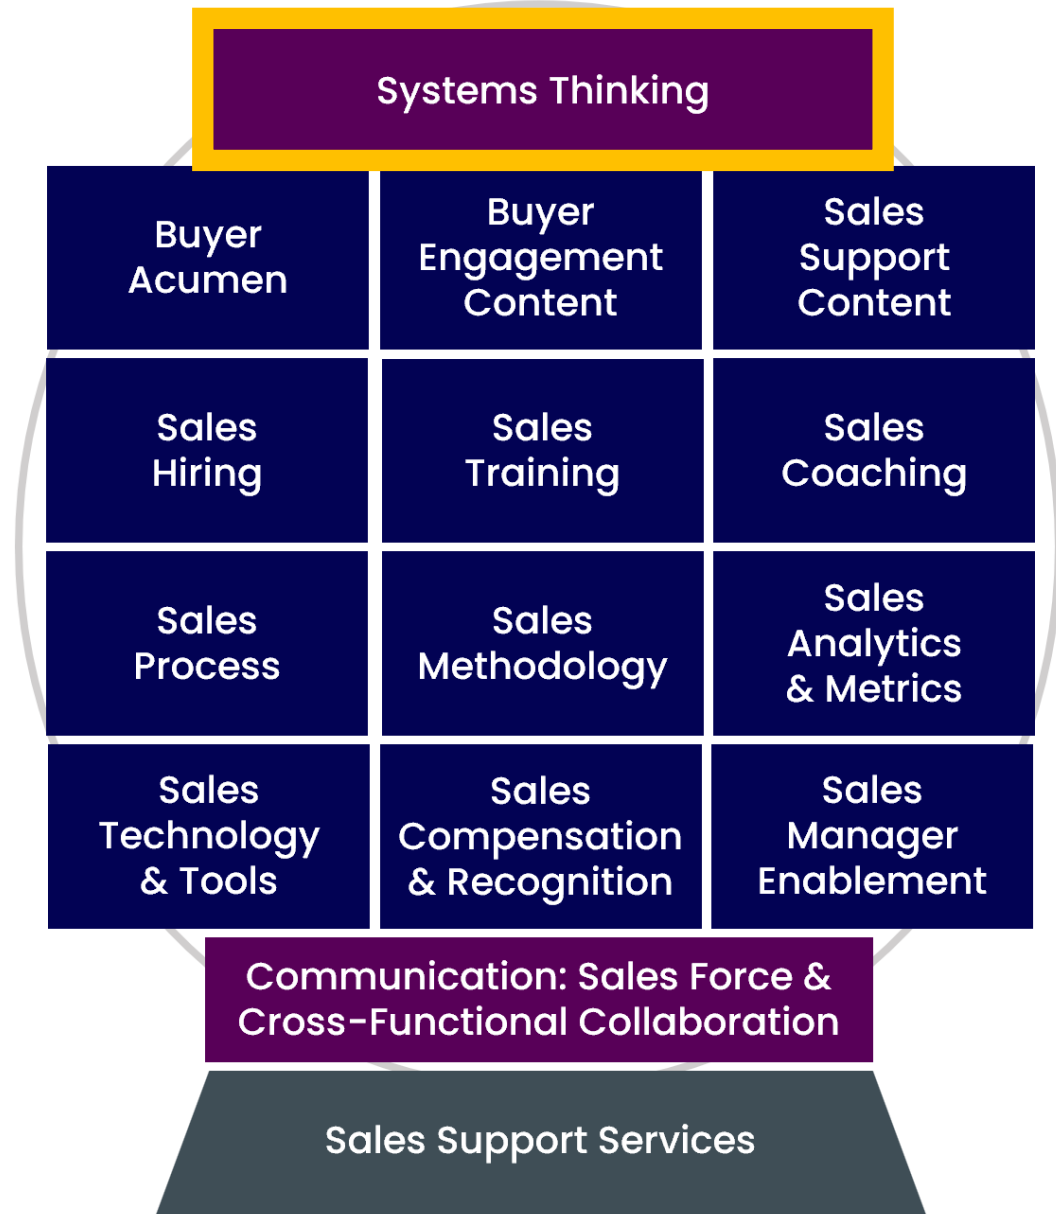 Systems Thinking
Buyer
Acumen
Buyer
Engagement
Content
Sales
Support
Content
Sales
Hiring
Sales
Training
Sales
Coaching
Sales
Process
Sales
Methodology
Sales
Analytics
& Metrics
Sales
Technology
& Tools
Sales
Compensation
& Recognition
Sales
Manager
Enablement
Communication: Sales Force &
Cross-Functional Collaboration
Sales Support Services